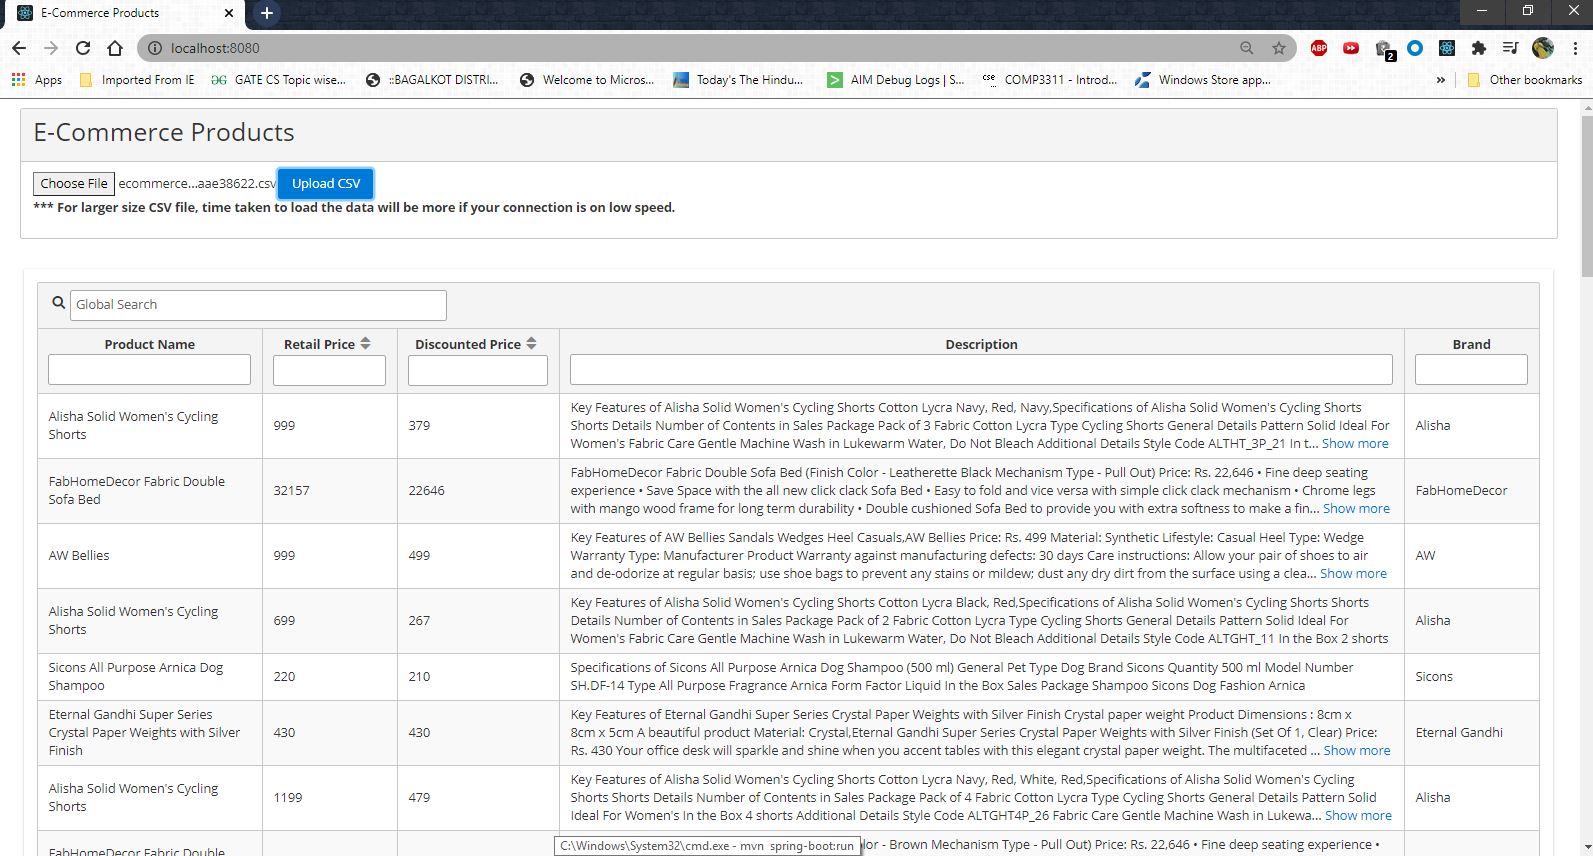 E-Commerce Products
localhost:8080
ABP
2
Apps
Imported From IE
GATE CS Topic wise...
::BAGALKOT DISTRI...
Welcome to Micros...
Today's The Hindu...
AIM Debug Logs | S...
CSE
COMP3311 - Introd...
Windows Store app...
»
Other bookmarks
E-Commerce Products
Choose File ecommerce...aae38622.csv Upload CSV
*** For larger size CSV file, time taken to load the data will be more if your connection is on low speed.
Global Search
Product Name
Retail Price
Discounted Price
Description
Brand
Alisha Solid Women's Cycling
Shorts
999
379
Key Features of Alisha Solid Women's Cycling Shorts Cotton Lycra Navy, Red, Navy,Specifications of Alisha Solid Women's Cycling Shorts
Shorts Details Number of Contents in Sales Package Pack of 3 Fabric Cotton Lycra Type Cycling Shorts General Details Pattern Solid Ideal For
Women's Fabric Care Gentle Machine Wash in Lukewarm Water, Do Not Bleach Additional Details Style Code ALTHT_3P_21 In t... Show more
Alisha
FabHomeDecor Fabric Double
Sofa Bed
32157
22646
FabHomeDecor Fabric Double Sofa Bed (Finish Color - Leatherette Black Mechanism Type - Pull Out) Price: Rs. 22,646 • Fine deep seating
experience • Save Space with the all new click clack Sofa Bed • Easy to fold and vice versa with simple click clack mechanism • Chrome legs
with mango wood frame for long term durability • Double cushioned Sofa Bed to provide you with extra softness to make a fin... Show more
FabHomeDecor
AW Bellies
999
499
Key Features of AW Bellies Sandals Wedges Heel Casuals,AW Bellies Price: Rs. 499 Material: Synthetic Lifestyle: Casual Heel Type: Wedge
Warranty Type: Manufacturer Product Warranty against manufacturing defects: 30 days Care instructions: Allow your pair of shoes to air
and de-odorize at regular basis; use shoe bags to prevent any stains or mildew; dust any dry dirt from the surface using a clea... Show more
AW
Alisha Solid Women's Cycling
Shorts
699
267
Key Features of Alisha Solid Women's Cycling Shorts Cotton Lycra Black, Red,Specifications of Alisha Solid Women's Cycling Shorts Shorts
Details Number of Contents in Sales Package Pack of 2 Fabric Cotton Lycra Type Cycling Shorts General Details Pattern Solid Ideal For
Women's Fabric Care Gentle Machine Wash in Lukewarm Water, Do Not Bleach Additional Details Style Code ALTGHT_11 In the Box 2 shorts
Alisha
Sicons All Purpose Arnica Dog
Shampoo
220
210
Specifications of Sicons All Purpose Arnica Dog Shampoo (500 ml) General Pet Type Dog Brand Sicons Quantity 500 ml Model Number
SH.DF-14 Type All Purpose Fragrance Arnica Form Factor Liquid In the Box Sales Package Shampoo Sicons Dog Fashion Arnica
Sicons
Eternal Gandhi Super Series
Crystal Paper Weights with Silver
Finish
430
430
Key Features of Eternal Gandhi Super Series Crystal Paper Weights with Silver Finish Crystal paper weight Product Dimensions : 8cm x
8cm x 5cm A beautiful product Material: Crystal,Eternal Gandhi Super Series Crystal Paper Weights with Silver Finish (Set Of 1, Clear) Price:
Rs. 430 Your office desk will sparkle and shine when you accent tables with this elegant crystal paper weight. The multifaceted ... Show more
Eternal Gandhi
Alisha Solid Women's Cycling
Shorts
1199
479
Key Features of Alisha Solid Women's Cycling Shorts Cotton Lycra Navy, Red, White, Red,Specifications of Alisha Solid Women's Cycling
Shorts Shorts Details Number of Contents in Sales Package Pack of 4 Fabric Cotton Lycra Type Cycling Shorts General Details Pattern Solid
Ideal For Women's In the Box 4 shorts Additional Details Style Code ALTGHT4P_26 Fabric Care Gentle Machine Wash in Lukewa... Show more
Alisha
FabHomeDecor Fabric Double
C:\Windows\System32\cmd.exe - mvn spring-boot:run
olor - Brown Mechanism Type - Pull Out) Price: Rs. 22,646 • Fine deep seating experience •